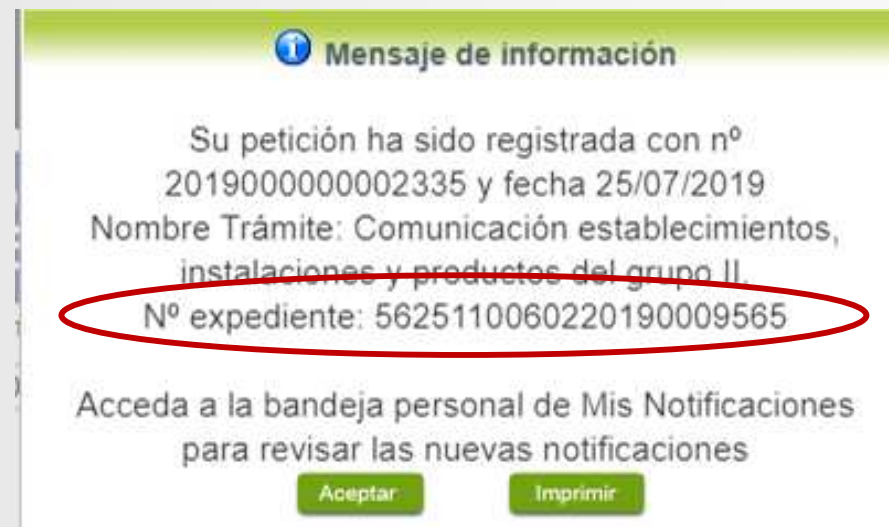 Mensaje de información
Su petición ha sido registrada con nº
2019000000002335 y fecha 25/07/2019
Nombre Trámite: Comunicación establecimientos,
instalaciones y productos del grupo II.
Nº expediente: 5625110060220190009565
Acceda a la bandeja personal de Mis Notificaciones
para revisar las nuevas notificaciones
Aceptar Imprimir